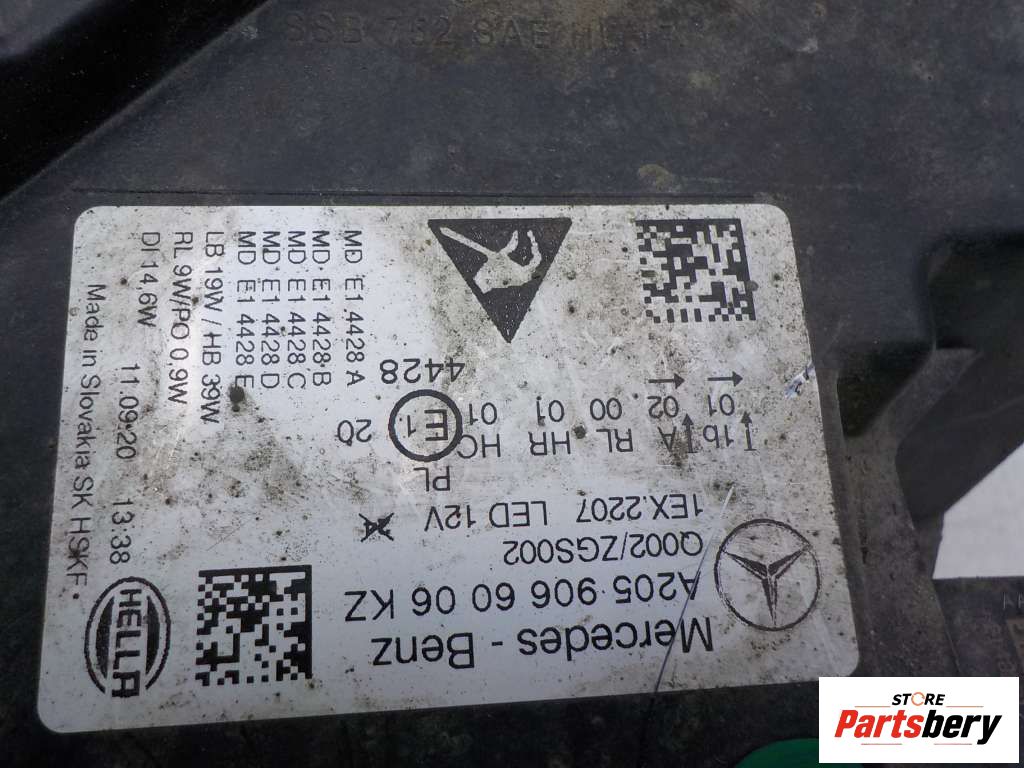 SSB 782 SAE
Mercedes - Benz
A205 906 60 06 KZ
Q002/ZGS002
1EX.2207 LED 12V
PL
1b A RL HR HC E1 20
01 02 00 01 01
4428
MD E1 4428 A
MD E1 4428 B
MD E1 4428 C
MD E1 4428 D
MD E1 4428 E
LB 19W / HB 39W
RL 9W/PO 0.9W
DI 14.6W
11.09.20 13:38
Made in Slovakia SK HSKF
HELLA
STORE
Partsbery